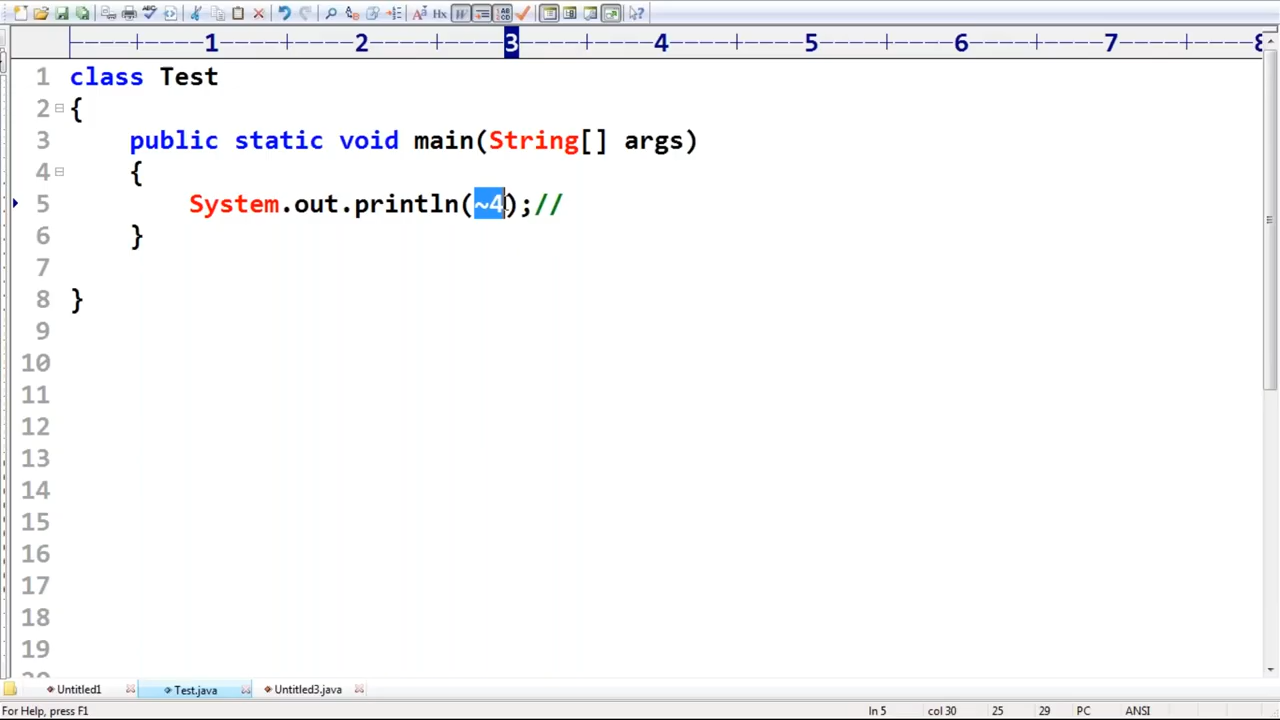 1 2 3 4 5 6 7 8
1 class Test
2 {
3 public static void main(String[] args)
4 {
5 System.out.println(~4);//
6 }
7
8 }
9
10
11
12
13
14
15
16
17
18
19
Untitled1 Test.java Untitled3.java
For Help, press F1 ln 5 col 30 25 29 PC ANSI